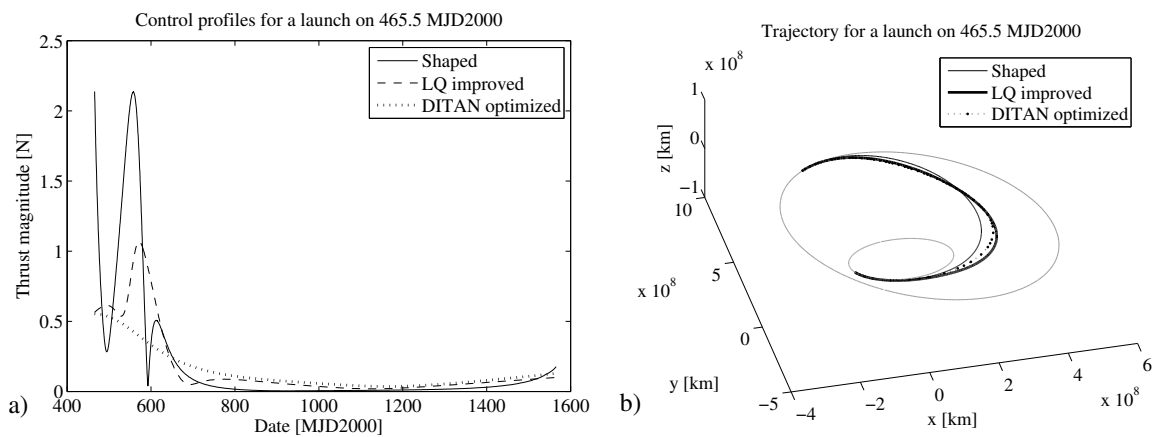 Control profiles for a launch on 465.5 MJD2000
2.5
2
1.5
1
0.5
0
Thrust magnitude [N]
Shaped
LQ improved
DITAN optimized
400
600
800
1000
1200
1400
1600
Date [MJD2000]
a)
Trajectory for a launch on 465.5 MJD2000
x 10^8
1
0
−1
z [km]
Shaped
LQ improved
DITAN optimized
10
5
0
−5
x 10^8
y [km]
−4
−2
0
2
4
6
x 10^8
x [km]
b)